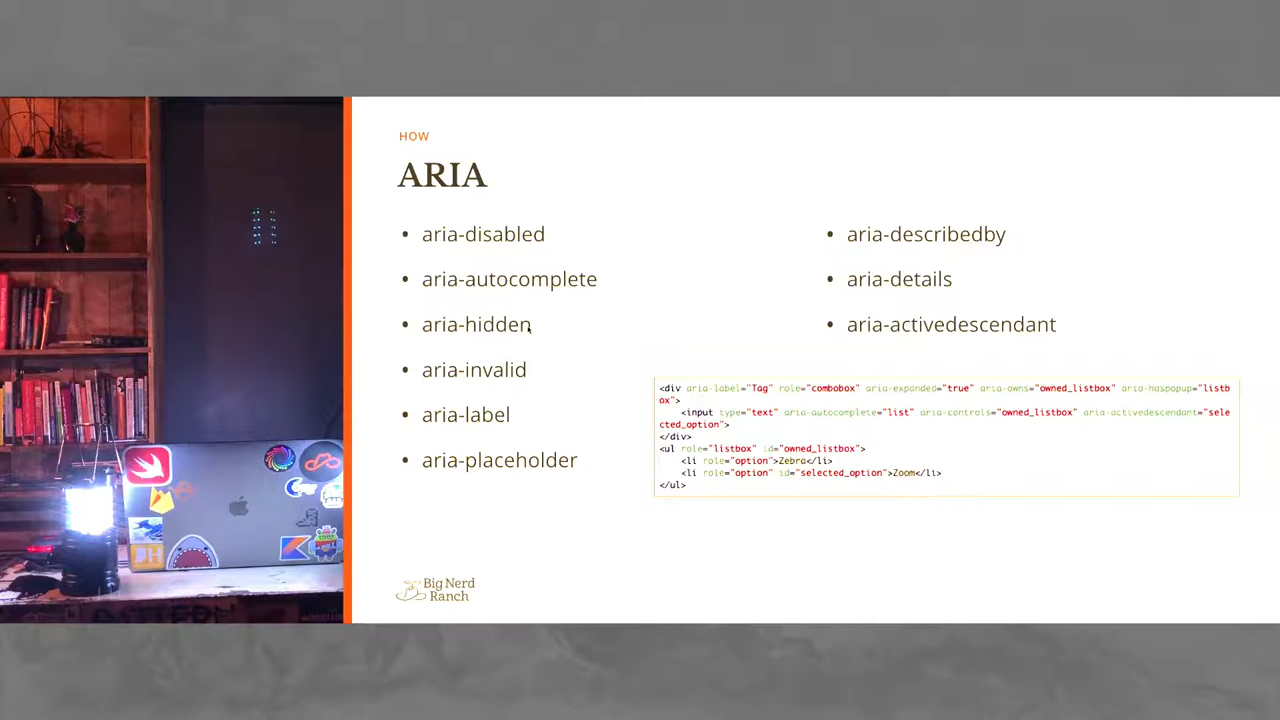 HOW
ARIA
• aria-disabled
• aria-autocomplete
• aria-hidden
• aria-invalid
• aria-label
• aria-placeholder
• aria-describedby
• aria-details
• aria-activedescendant
<div aria-label="Tag" role="combobox" aria-expanded="true" aria-owns="owned_listbox" aria-haspopup="listb
ox">
<input type="text" aria-autocomplete="list" aria-controls="owned_listbox" aria-activedescendant="sele
cted_option">
</div>
<ul role="listbox" id="owned_listbox">
<li role="option">Zebra</li>
<li role="option" id="selected_option">Zoom</li>
</ul>
Big Nerd
Ranch